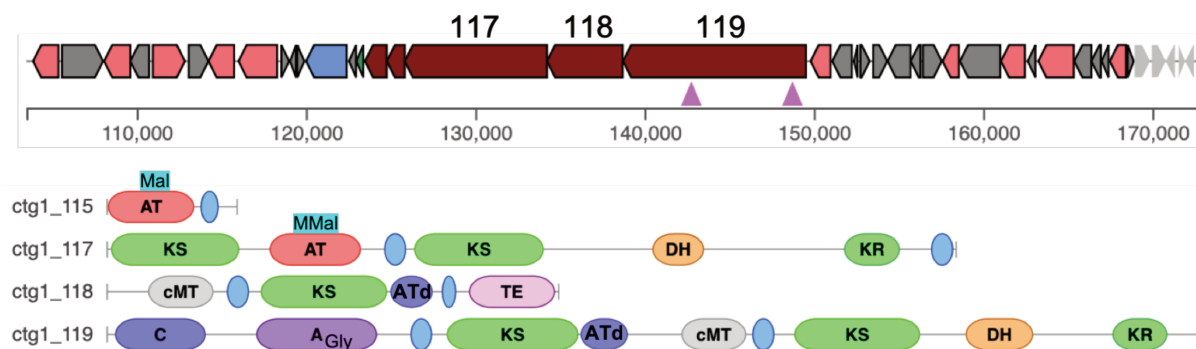 117 118 119
110,000 120,000 130,000 140,000 150,000 160,000 170,000
Mal
ctg1_115 AT
MMal
ctg1_117 KS AT KS DH KR
ctg1_118 cMT KS ATd TE
ctg1_119 C A Gly KS ATd cMT KS DH KR